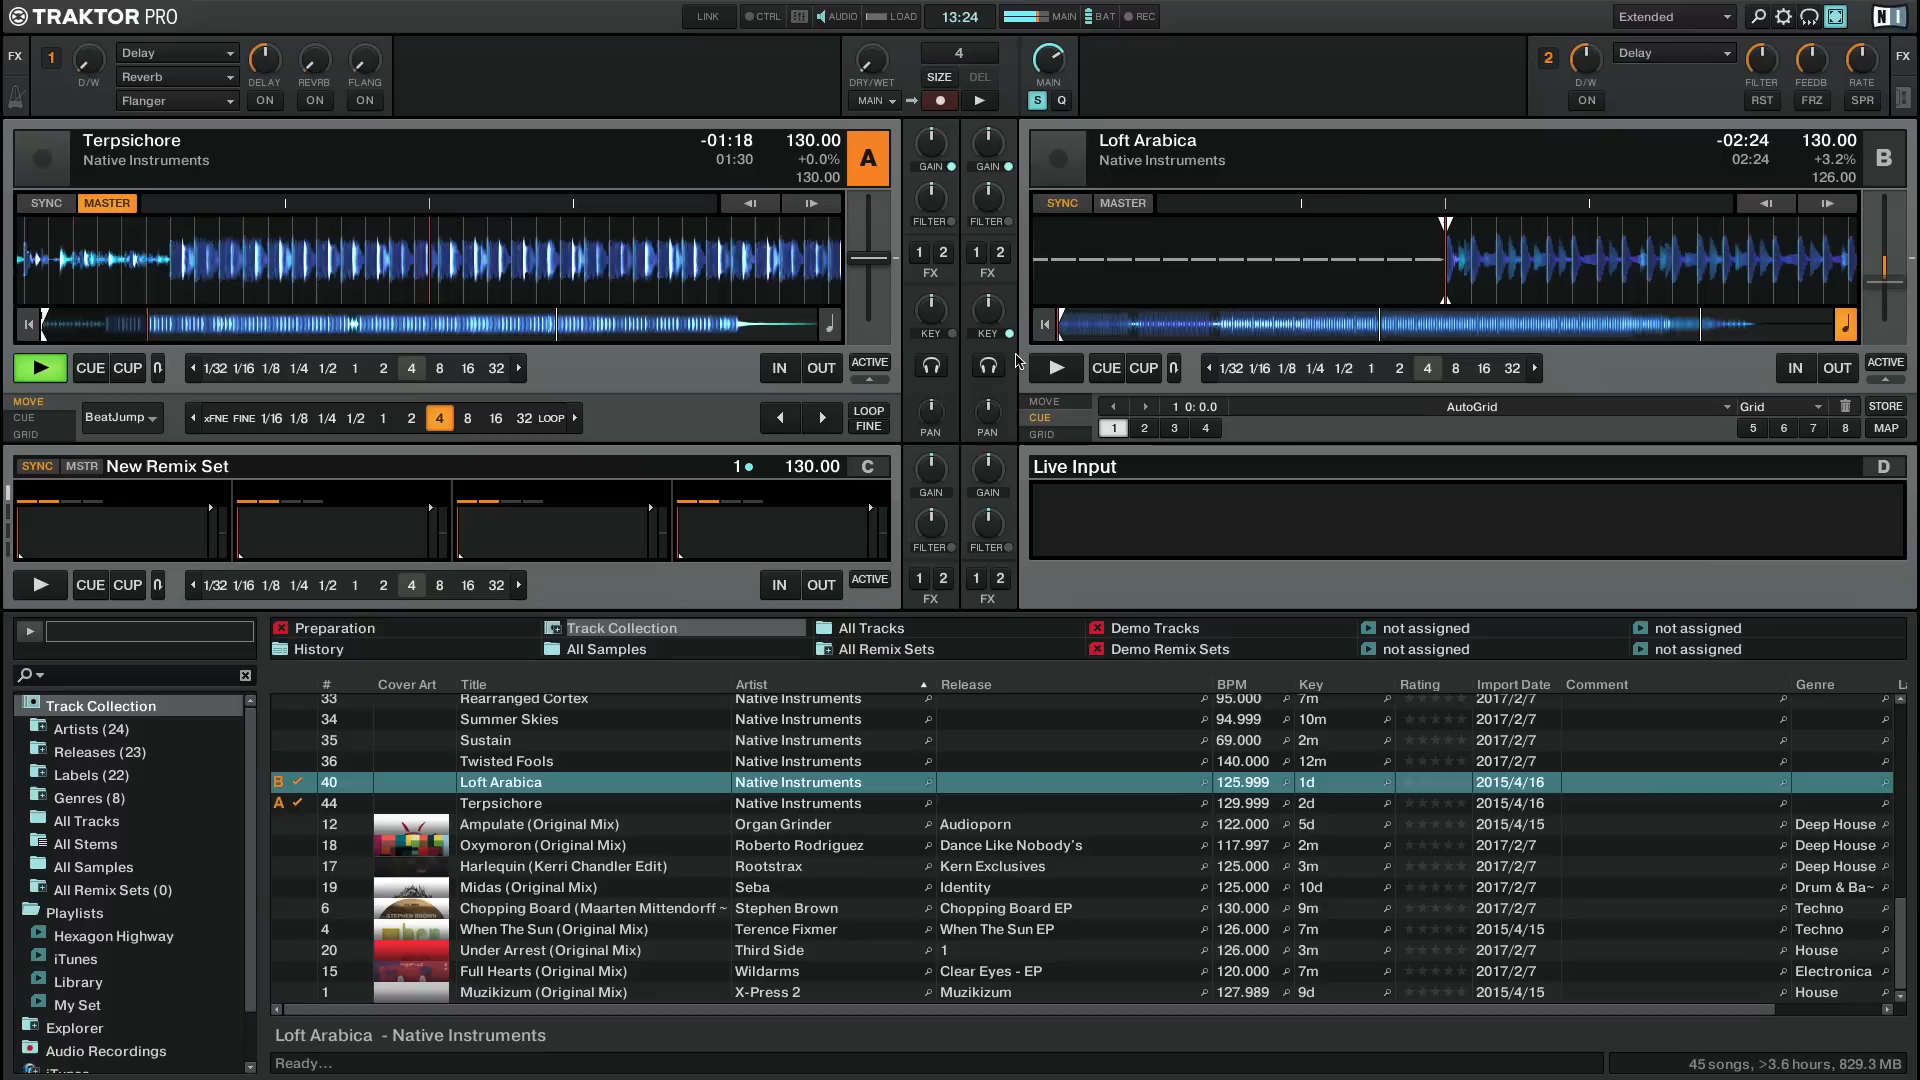 TRAKTOR PRO
LINK CTRL AUDIO LOAD 13:24 MAIN BAT REC Extended
FX 1 D/W Delay DELAY ON
Reverb REVRB ON
Flanger FLANG ON
DRY/WET MAIN 4 SIZE DEL MAIN S Q
2 D/W ON Delay FILTER RST FEEDB FRZ RATE SPR FX
Terpsichore -01:18 130.00 A
Native Instruments 01:30 +0.0%
130.00
SYNC MASTER
CUE CUP 1/32 1/16 1/8 1/4 1/2 1 2 4 8 16 32 IN OUT ACTIVE
MOVE
CUE
GRID
BeatJump xFNE FINE 1/16 1/8 1/4 1/2 1 2 4 8 16 32 LOOP LOOP
FINE
GAIN GAIN
FILTER FILTER
1 2 1 2
FX FX
KEY KEY
PAN PAN
Loft Arabica -02:24 130.00 B
Native Instruments 02:24 +3.2%
126.00
SYNC MASTER
CUE CUP 1/32 1/16 1/8 1/4 1/2 1 2 4 8 16 32 IN OUT ACTIVE
MOVE
CUE
GRID
1 0: 0.0 AutoGrid Grid STORE
1 2 3 4 5 6 7 8 MAP
SYNC MSTR New Remix Set 1 130.00 C
CUE CUP 1/32 1/16 1/8 1/4 1/2 1 2 4 8 16 32 IN OUT ACTIVE
GAIN GAIN
FILTER FILTER
1 2 1 2
FX FX
Live Input D
Preparation Track Collection All Tracks Demo Tracks not assigned not assigned
History All Samples All Remix Sets Demo Remix Sets not assigned not assigned
Track Collection
Artists (24)
Releases (23)
Labels (22)
Genres (8)
All Tracks
All Stems
All Samples
All Remix Sets (0)
Playlists
Hexagon Highway
iTunes
Library
My Set
Explorer
Audio Recordings
iTunes
# Cover Art Title Artist Release BPM Key Rating Import Date Comment Genre
33 Rearranged Cortex Native Instruments 95.000 7m 2017/2/7
34 Summer Skies Native Instruments 94.999 10m 2017/2/7
35 Sustain Native Instruments 69.000 2m 2017/2/7
36 Twisted Fools Native Instruments 140.000 12m 2017/2/7
B 40 Loft Arabica Native Instruments 125.999 1d 2015/4/16
A 44 Terpsichore Native Instruments 129.999 2d 2015/4/16
12 Ampulate (Original Mix) Organ Grinder Audioporn 122.000 5d 2015/4/15 Deep House
18 Oxymoron (Original Mix) Roberto Rodriguez Dance Like Nobody's 117.997 2m 2017/2/7 Deep House
17 Harlequin (Kerri Chandler Edit) Rootstrax Kern Exclusives 125.000 3m 2017/2/7 Deep House
19 Midas (Original Mix) Seba Identity 125.000 10d 2017/2/7 Drum & Ba~
6 STEPHEN BROWN Chopping Board (Maarten Mittendorff ~ Stephen Brown Chopping Board EP 130.000 9m 2017/2/7 Techno
4 When The Sun (Original Mix) Terence Fixmer When The Sun EP 126.000 7m 2015/4/15 Techno
20 Under Arrest (Original Mix) Third Side 1 126.000 3m 2017/2/7 House
15 Full Hearts (Original Mix) Wildarms Clear Eyes - EP 120.000 7m 2017/2/7 Electronica
1 Muzikizum (Original Mix) X-Press 2 Muzikizum 127.989 9d 2015/4/15 House
Loft Arabica - Native Instruments
Ready... 45 songs, >3.6 hours, 829.3 MB